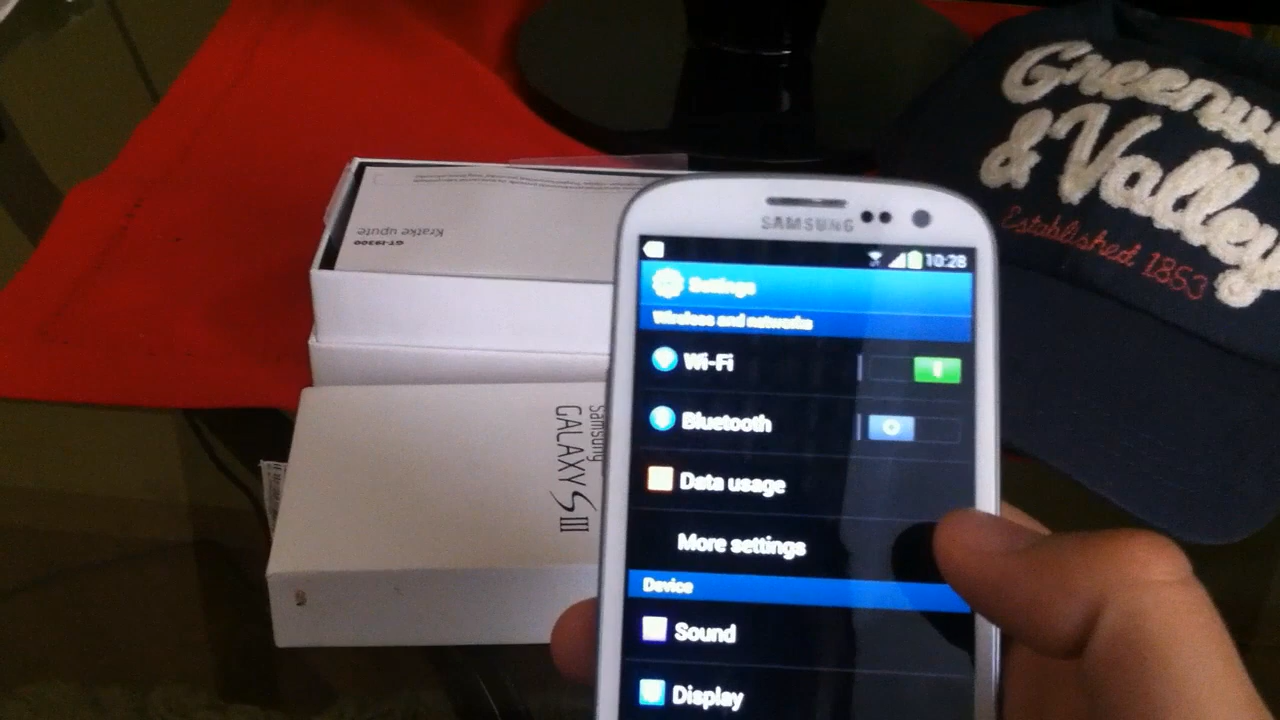 Greenw
& Valley
Established 1853
GT-I9300
Kratke upute
Samsung
GALAXY S III
SAMSUNG
10:28
Settings
Wireless and networks
Wi-Fi
Bluetooth
Data usage
More settings
Device
Sound
Display